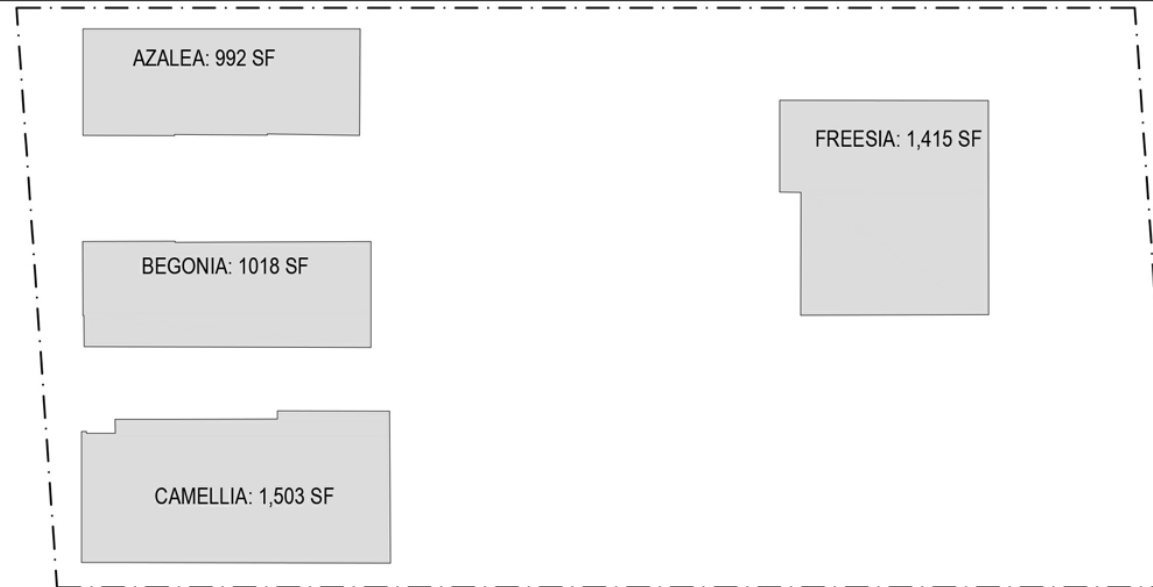 AZALEA: 992 SF
FREESIA: 1,415 SF
BEGONIA: 1018 SF
CAMELLIA: 1,503 SF